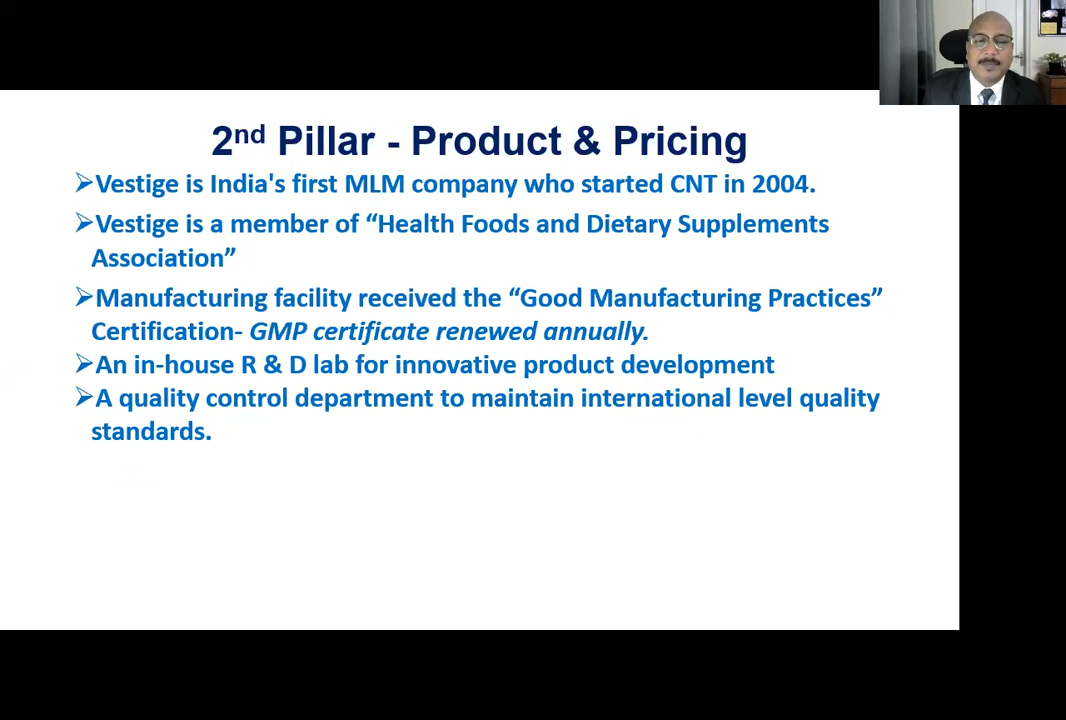 2nd Pillar - Product & Pricing
➢Vestige is India's first MLM company who started CNT in 2004.
➢Vestige is a member of “Health Foods and Dietary Supplements
Association”
➢Manufacturing facility received the “Good Manufacturing Practices”
Certification- GMP certificate renewed annually.
➢An in-house R & D lab for innovative product development
➢A quality control department to maintain international level quality
standards.